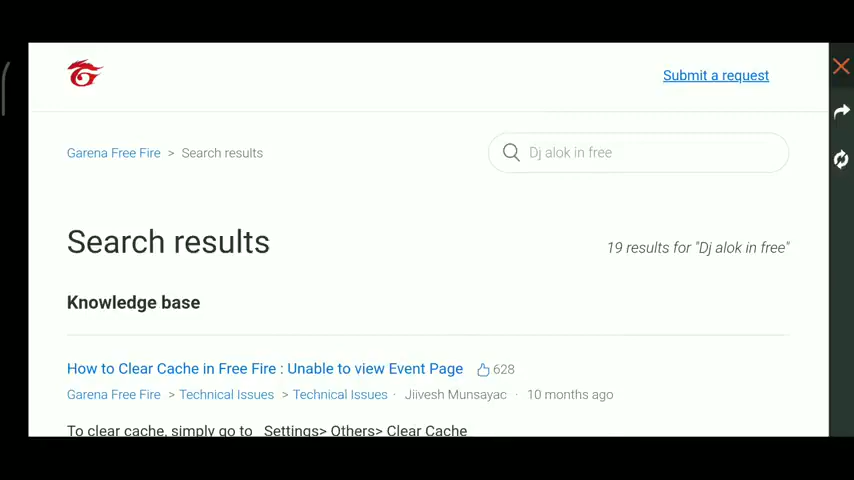 Submit a request
Garena Free Fire > Search results
Dj alok in free
Search results
19 results for "Dj alok in free"
Knowledge base
How to Clear Cache in Free Fire : Unable to view Event Page 628
Garena Free Fire > Technical Issues > Technical Issues · Jiivesh Munsayac · 10 months ago
To clear cache, simply go to Settings> Others> Clear Cache